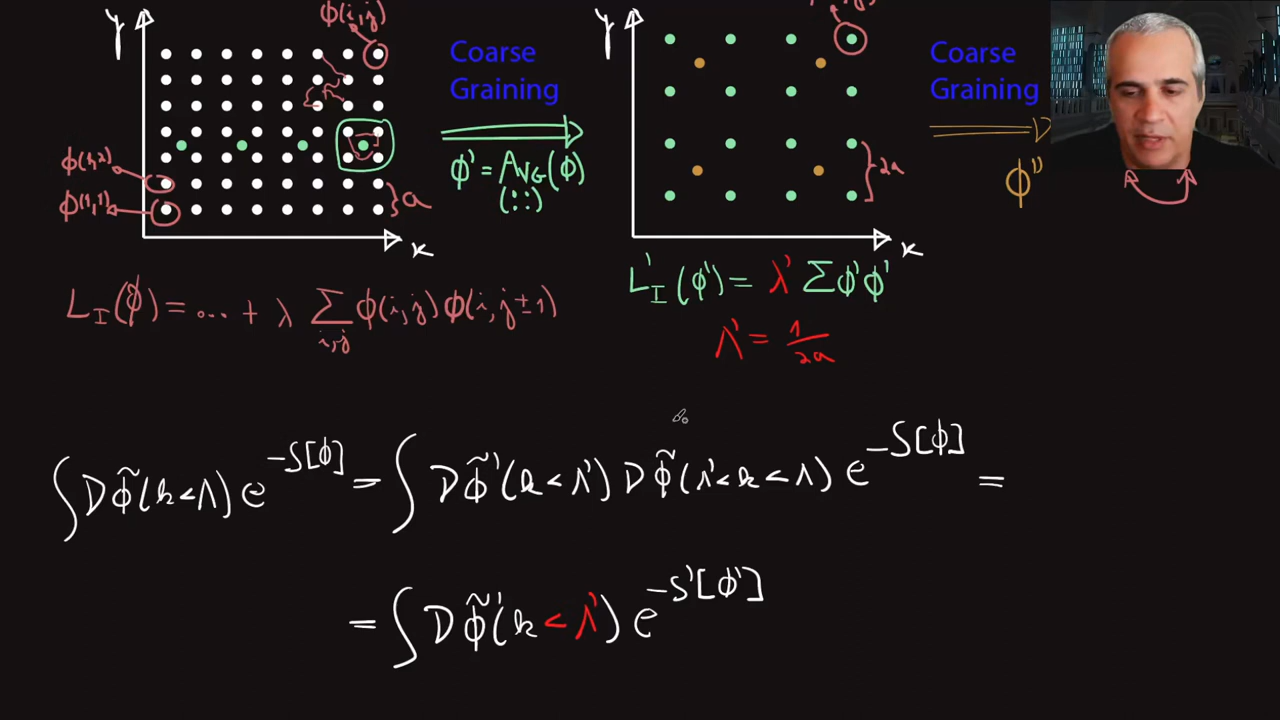 Y
ϕ(i,j)
Coarse
Graining
ϕ' = AVG(ϕ)
(::)
ϕ(1,2)
ϕ(1,1)
a
x
Y
2a
x
Coarse
Graining
ϕ''
L_I(ϕ) = ... + λ ∑_{i,j} ϕ(i,j) ϕ(i,j±1)
L'_I(ϕ') = λ' ∑ϕ'ϕ'
Λ' = 1/2a
∫Dϕ̃(k<Λ) e^{-S[ϕ]} = ∫Dϕ̃'(k<Λ') Dϕ̃(Λ'<k<Λ) e^{-S[ϕ]} =
= ∫Dϕ̃'(k<Λ') e^{-S'[ϕ']}